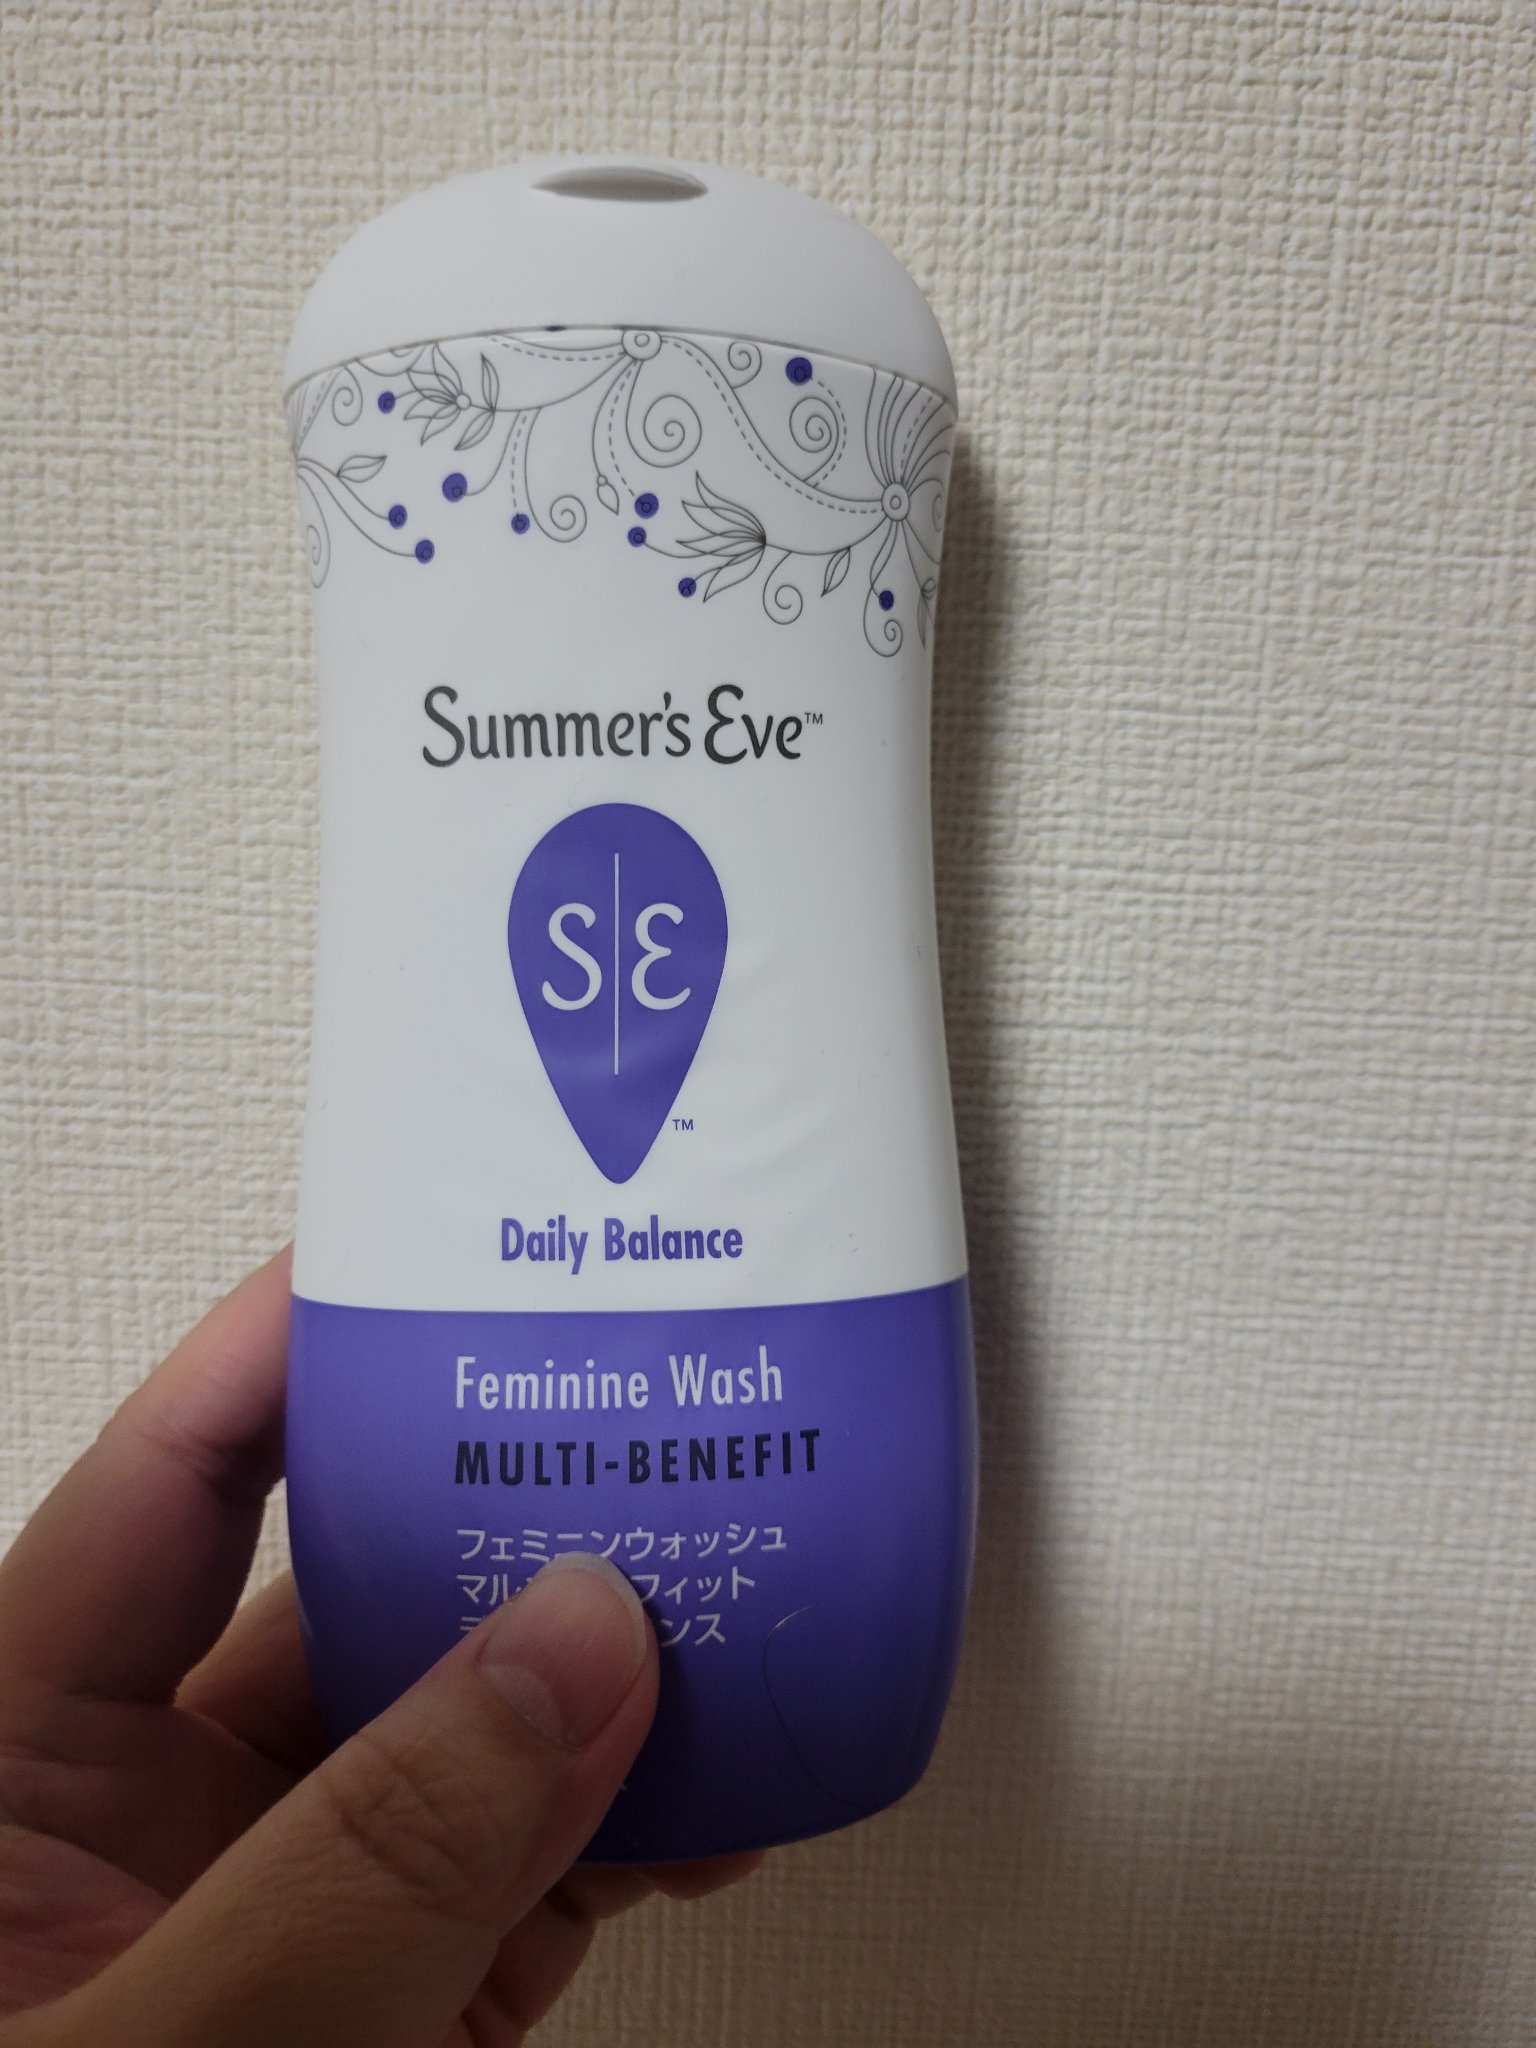 Summer's Eve™
S|E
TM
Daily Balance
Feminine Wash
MULTI-BENEFIT
フェミニンウォッシュ